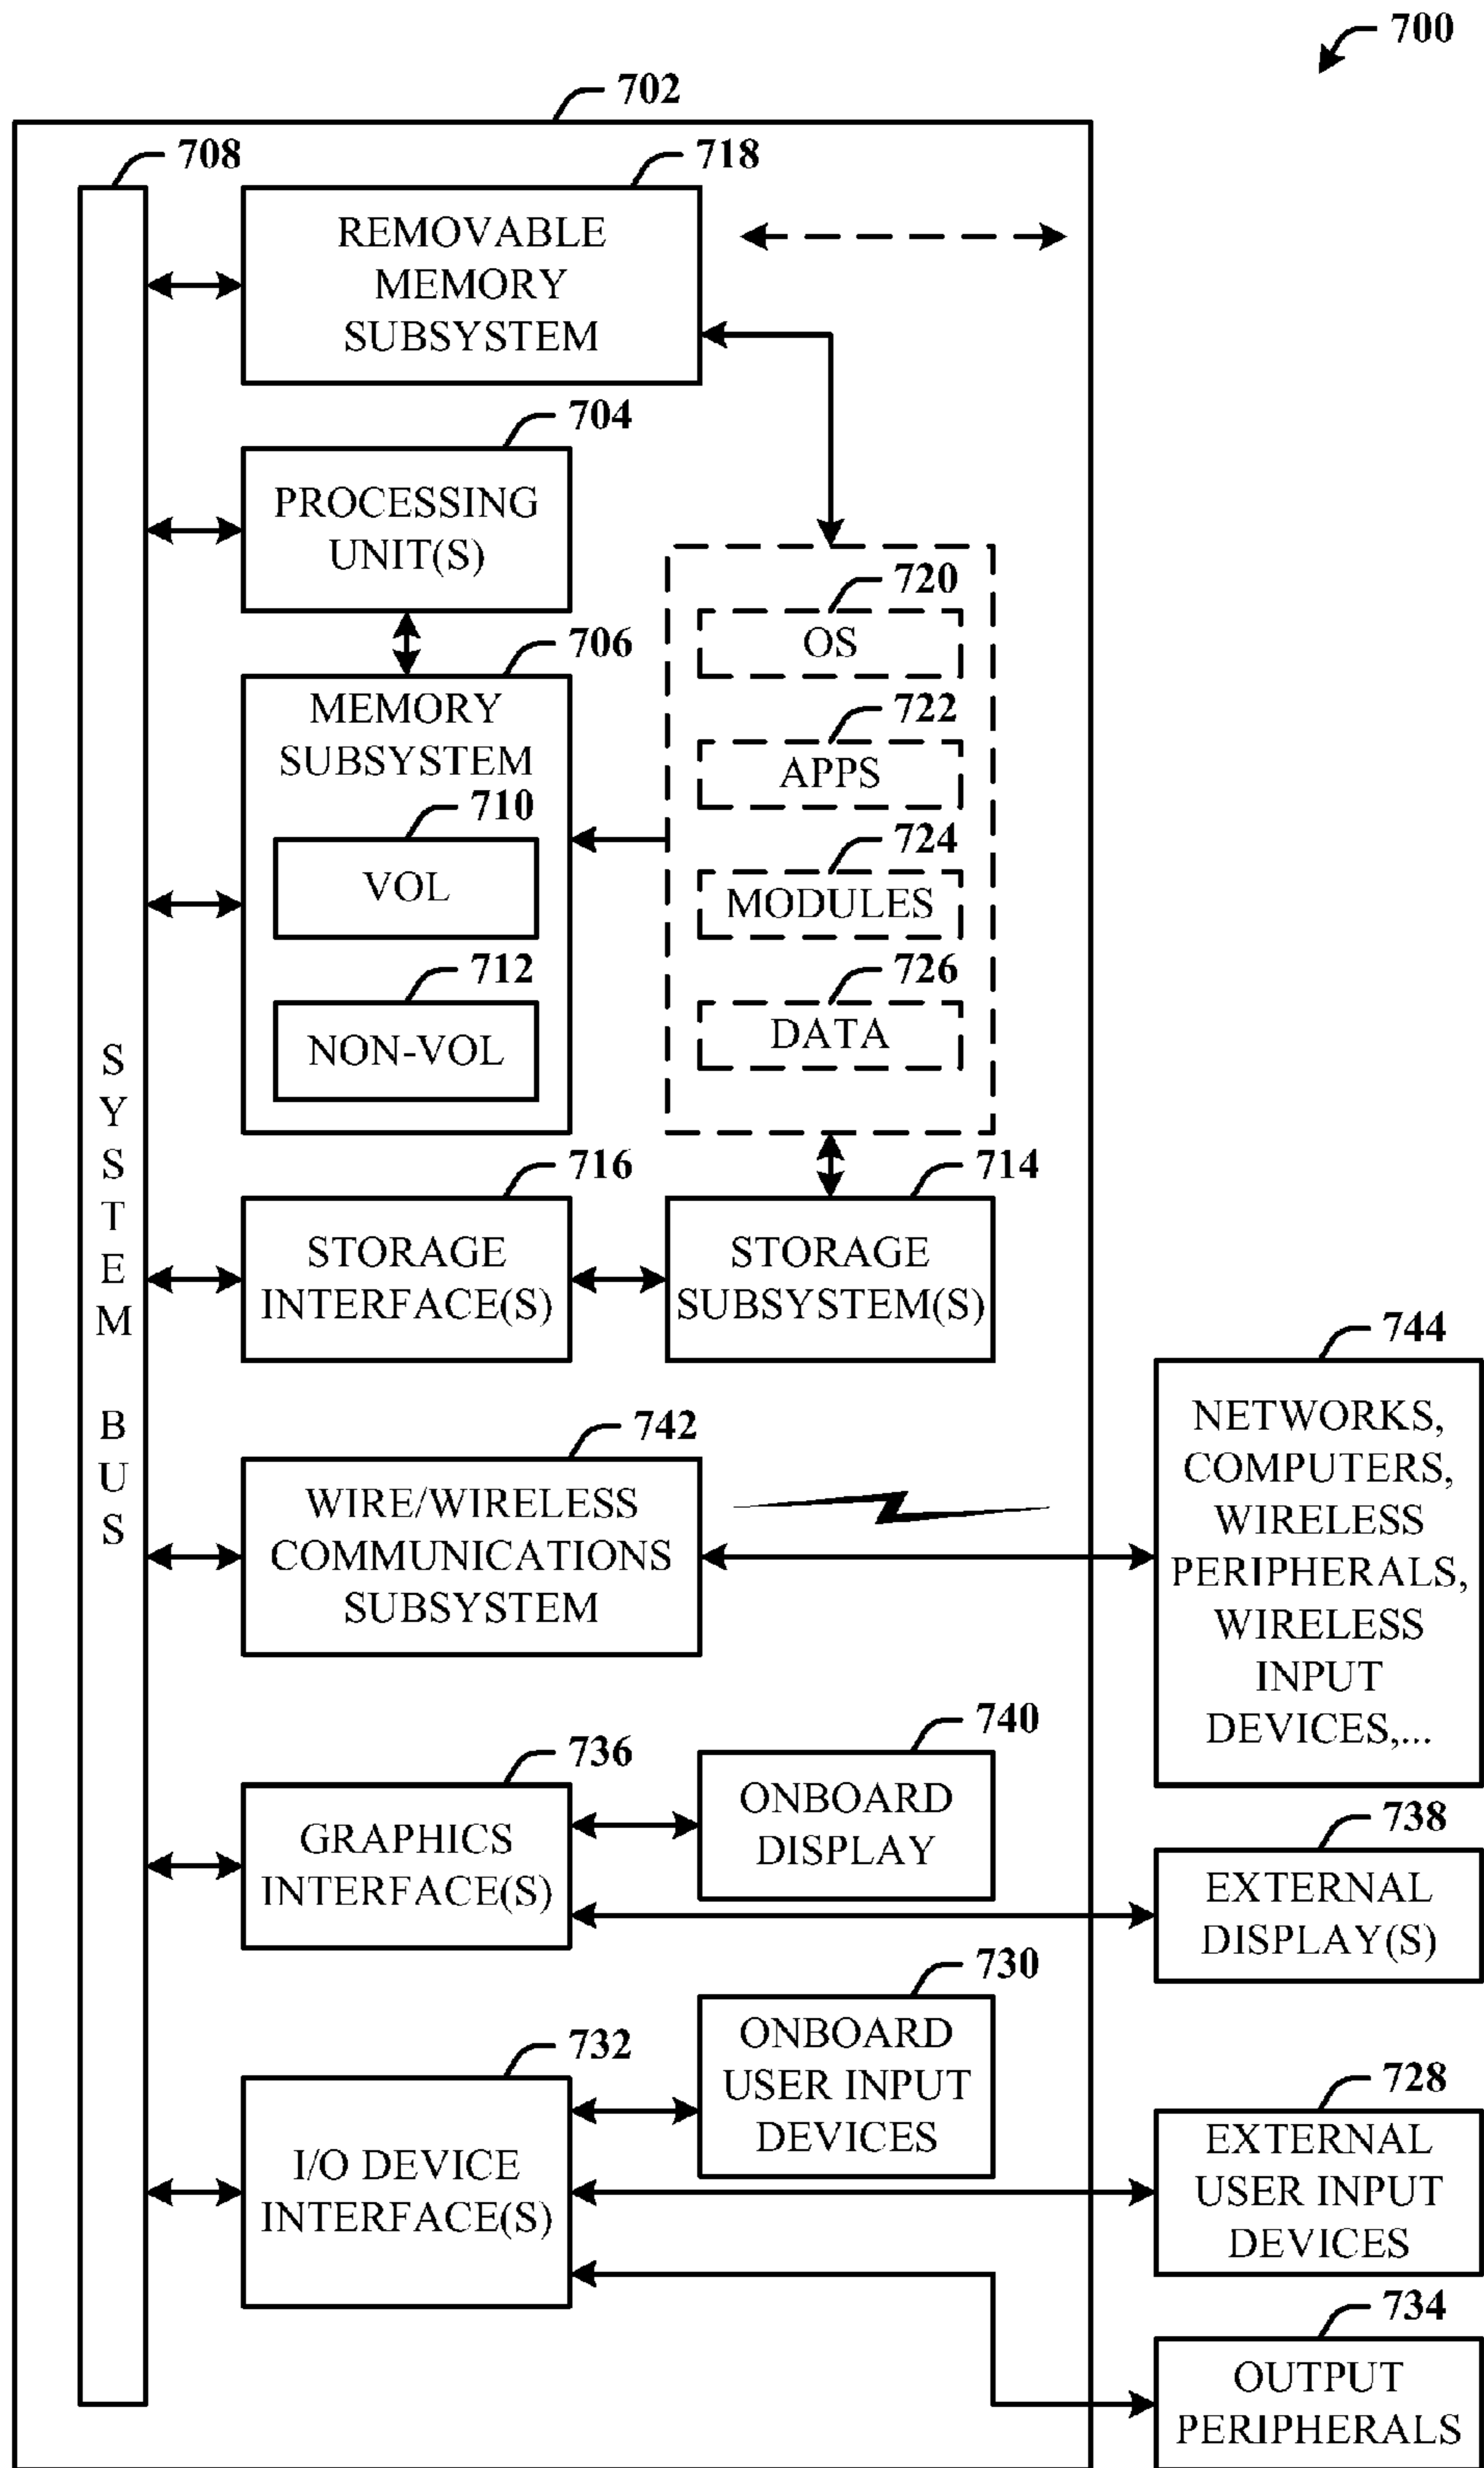 700
702
708
718
REMOVABLE
MEMORY
SUBSYSTEM
704
PROCESSING
UNIT(S)
706
MEMORY
SUBSYSTEM
710
VOL
712
NON-VOL
720
OS
722
APPS
724
MODULES
726
DATA
SYSTEM BUS
716
STORAGE
INTERFACE(S)
714
STORAGE
SUBSYSTEM(S)
742
WIRE/WIRELESS
COMMUNICATIONS
SUBSYSTEM
744
NETWORKS,
COMPUTERS,
WIRELESS
PERIPHERALS,
WIRELESS
INPUT
DEVICES,...
736
GRAPHICS
INTERFACE(S)
740
ONBOARD
DISPLAY
738
EXTERNAL
DISPLAY(S)
732
I/O DEVICE
INTERFACE(S)
730
ONBOARD
USER INPUT
DEVICES
728
EXTERNAL
USER INPUT
DEVICES
734
OUTPUT
PERIPHERALS